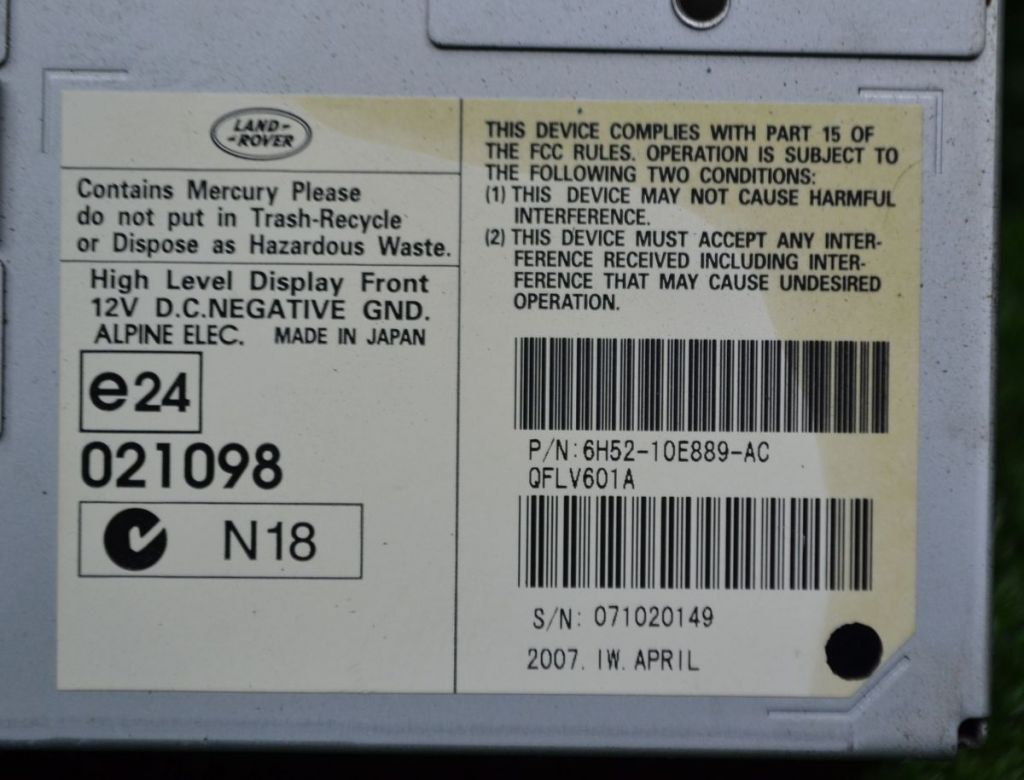 LAND-
-ROVER
Contains Mercury Please
do not put in Trash-Recycle
or Dispose as Hazardous Waste.
High Level Display Front
12V D.C.NEGATIVE GND.
ALPINE ELEC. MADE IN JAPAN
e24
021098
N18
THIS DEVICE COMPLIES WITH PART 15 OF
THE FCC RULES. OPERATION IS SUBJECT TO
THE FOLLOWING TWO CONDITIONS:
(1) THIS DEVICE MAY NOT CAUSE HARMFUL
INTERFERENCE.
(2) THIS DEVICE MUST ACCEPT ANY INTER-
FERENCE RECEIVED INCLUDING INTER-
FERENCE THAT MAY CAUSE UNDESIRED
OPERATION.
P/N:6H52-10E889-AC
QFLV601A
S/N: 071020149
2007. 1W. APRIL